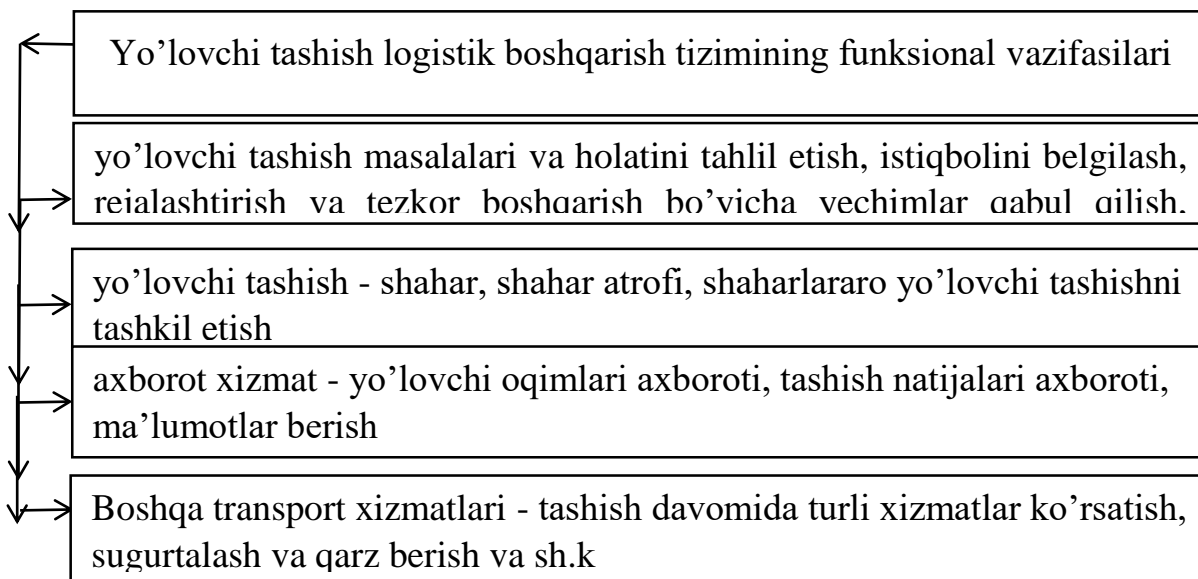 Yo’lovchi tashish logistik boshqarish tizimining funksional vazifasilari
yo’lovchi tashish masalalari va holatini tahlil etish, istiqbolini belgilash,
rejalashtirish va tezkor boshqarish bo’yicha yechimlar qabul qilish,
yo’lovchi tashish - shahar, shahar atrofi, shaharlararo yo’lovchi tashishni
tashkil etish
axborot xizmat - yo’lovchi oqimlari axboroti, tashish natijalari axboroti,
ma’lumotlar berish
Boshqa transport xizmatlari - tashish davomida turli xizmatlar ko’rsatish,
sugurtalash va qarz berish va sh.k